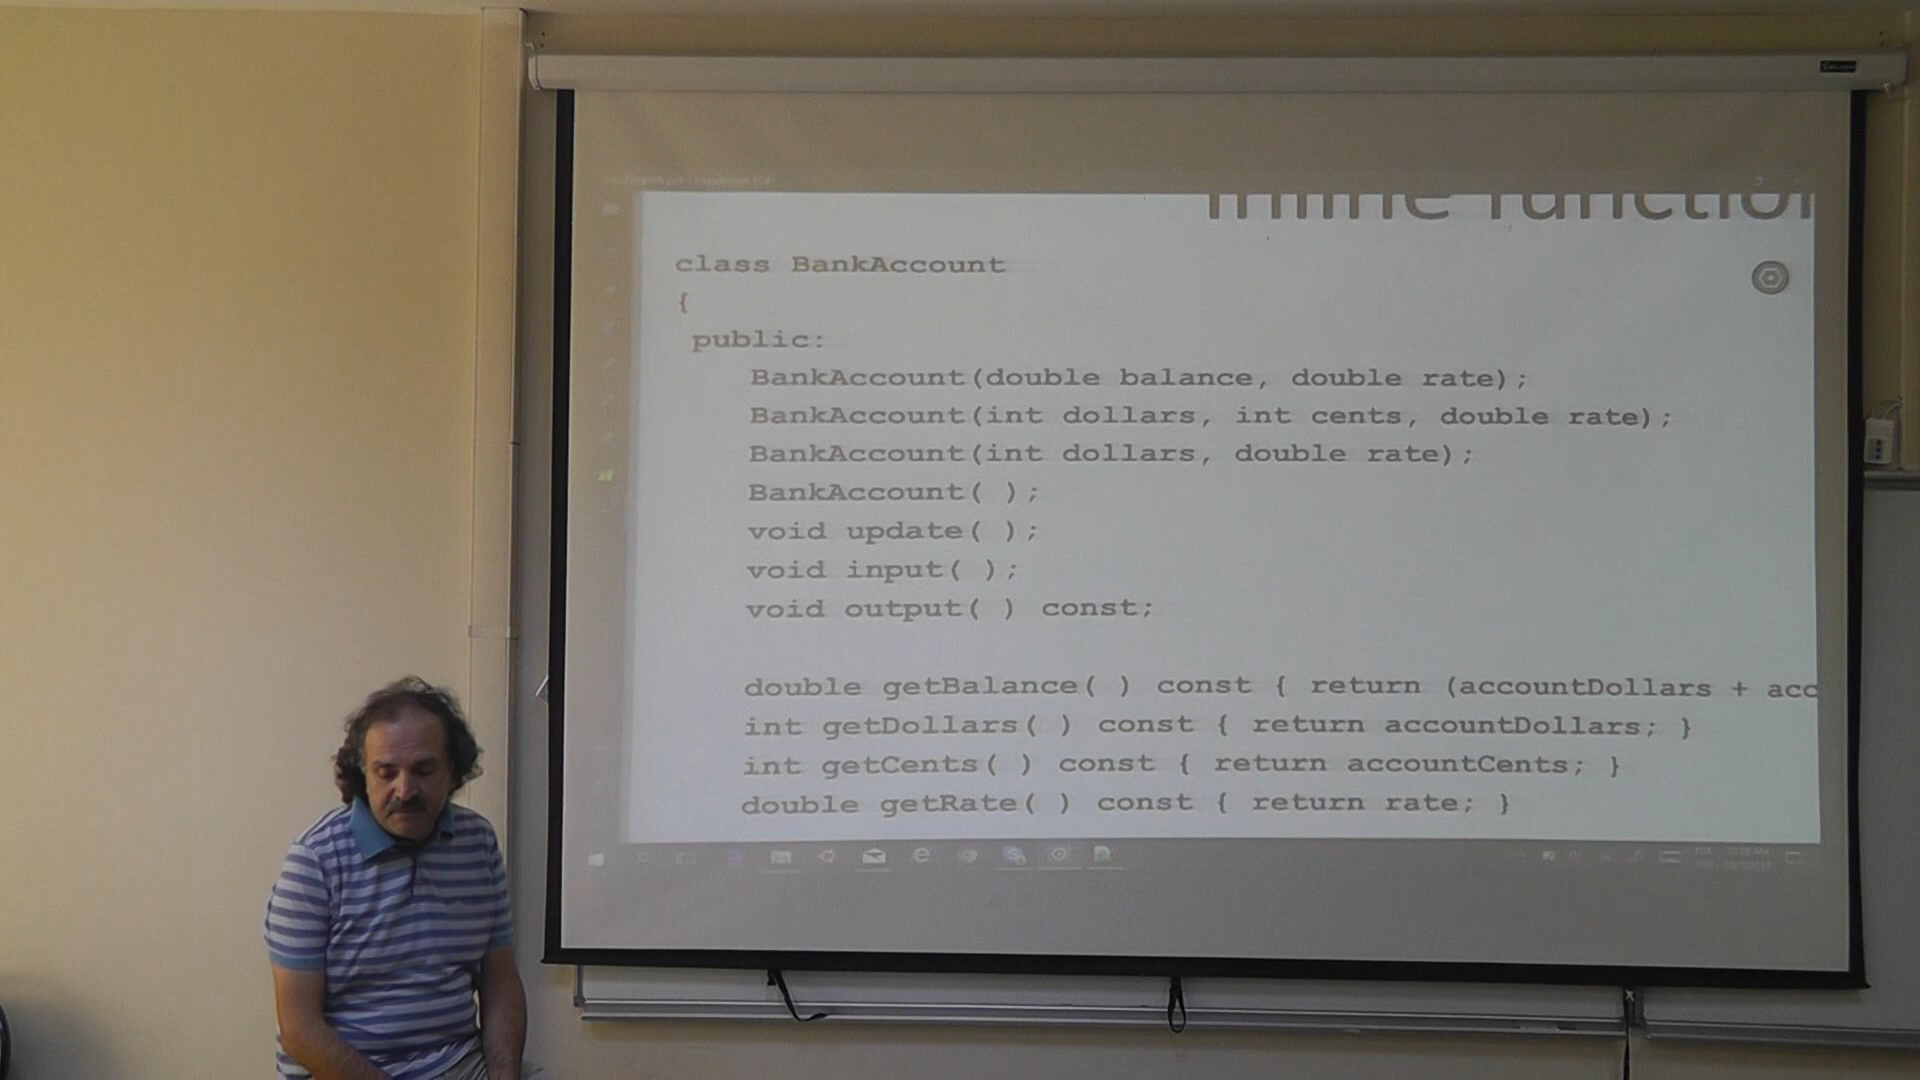 Inline function
class BankAccount
{
public:
BankAccount(double balance, double rate);
BankAccount(int dollars, int cents, double rate);
BankAccount(int dollars, double rate);
BankAccount( );
void update( );
void input( );
void output( ) const;
double getBalance( ) const { return (accountDollars + acc
int getDollars( ) const { return accountDollars; }
int getCents( ) const { return accountCents; }
double getRate( ) const { return rate; }